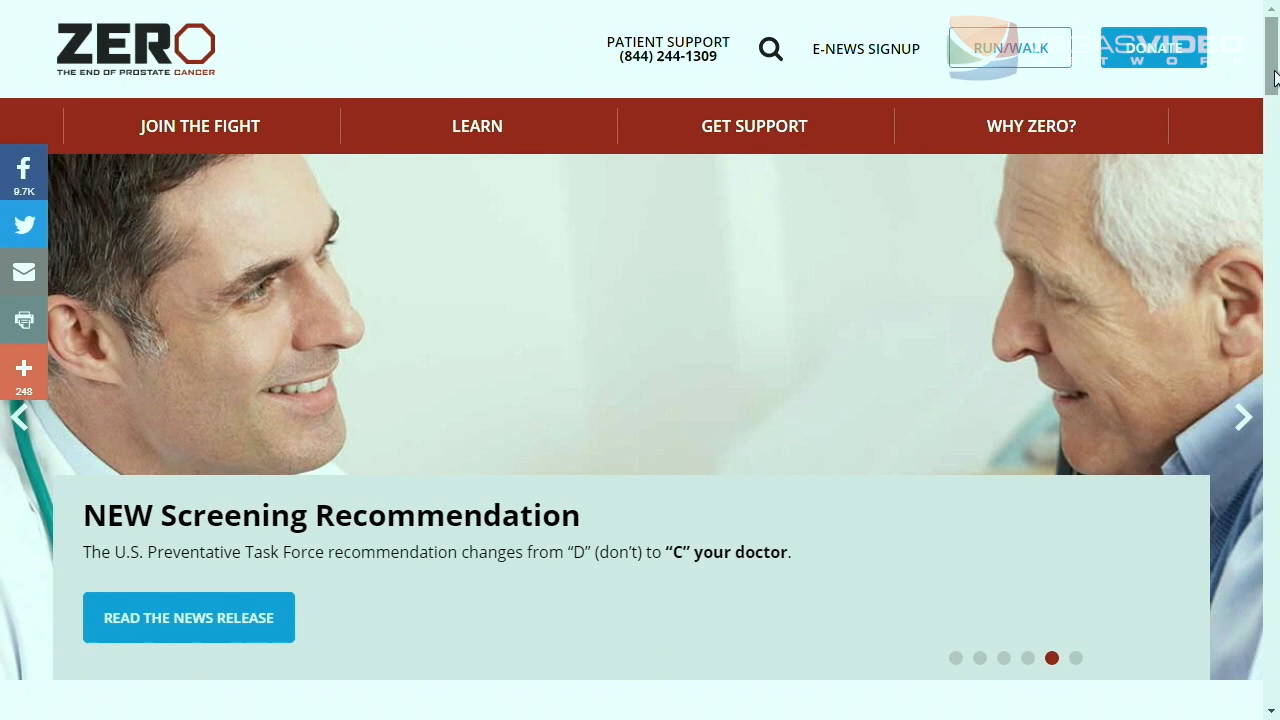 ZERO
THE END OF PROSTATE CANCER
PATIENT SUPPORT
(844) 244-1309
E-NEWS SIGNUP
RUN/WALK
DONATE
VEGASVIDEO
NETWORK
JOIN THE FIGHT
LEARN
GET SUPPORT
WHY ZERO?
9.7K
248
NEW Screening Recommendation
The U.S. Preventative Task Force recommendation changes from “D” (don’t) to “C” your doctor.
READ THE NEWS RELEASE